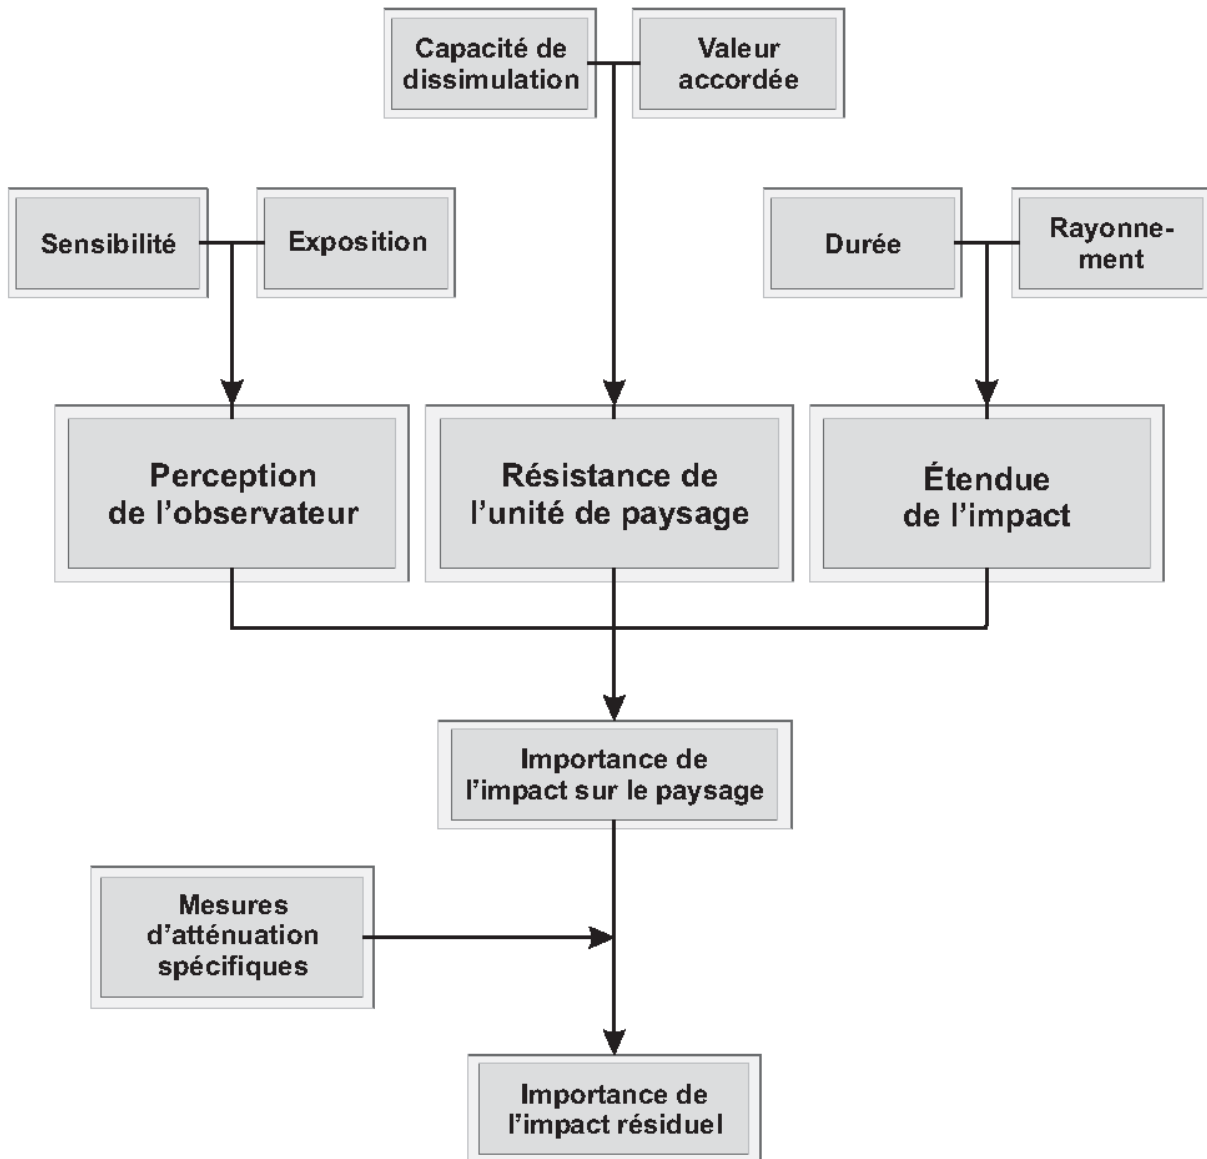 Capacité de
dissimulation
Valeur
accordée
Sensibilité
Exposition
Durée
Rayonne-
ment
Perception
de l’observateur
Résistance de
l’unité de paysage
Étendue
de l’impact
Importance de
l’impact sur le paysage
Mesures
d’atténuation
spécifiques
Importance de
l’impact résiduel